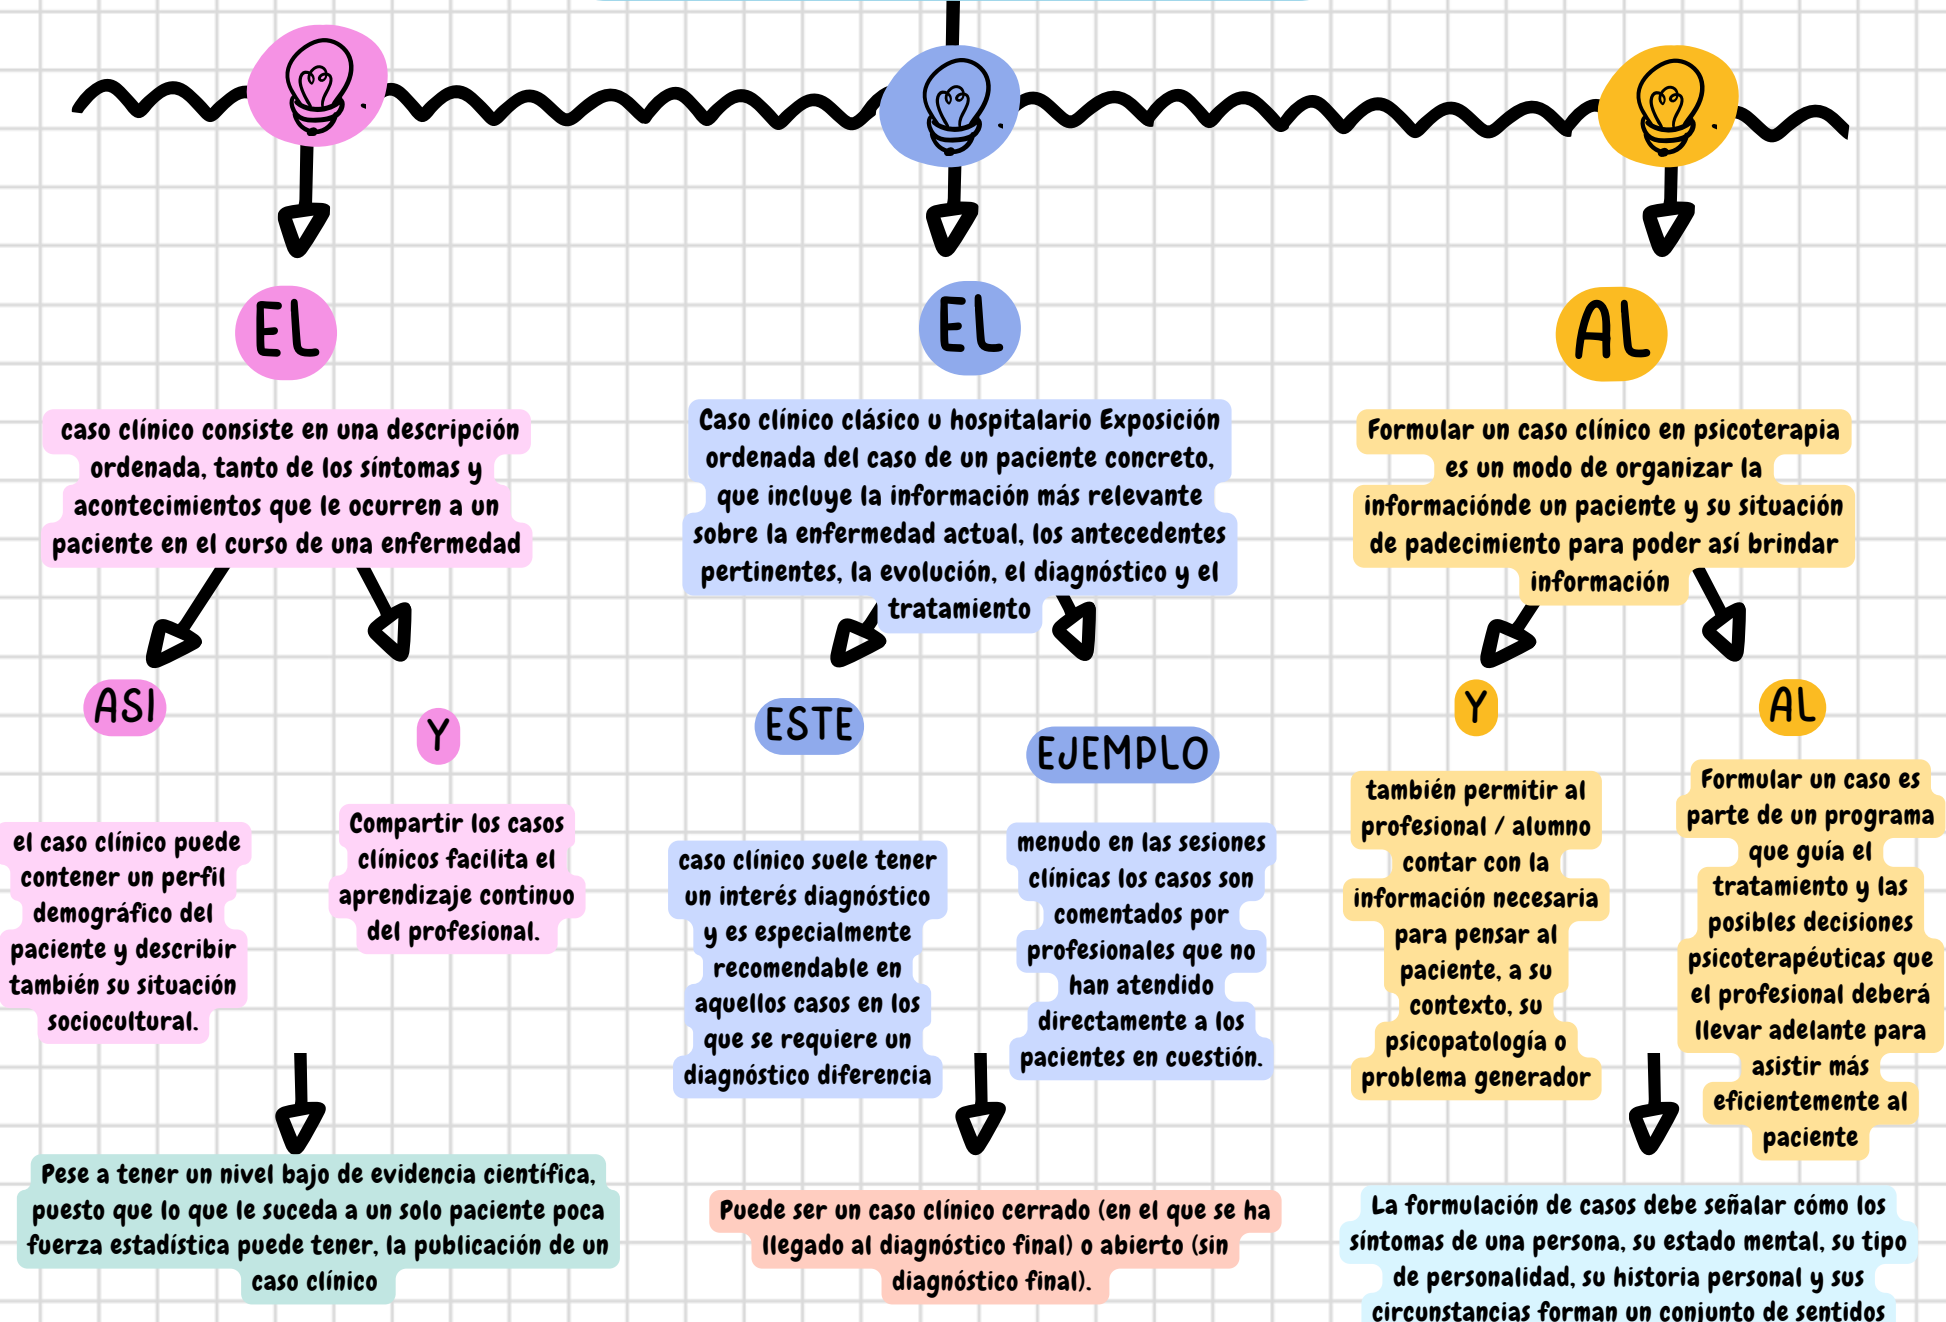 EL
caso clínico consiste en una descripción
ordenada, tanto de los síntomas y
acontecimientos que le ocurren a un
paciente en el curso de una enfermedad
ASI
el caso clínico puede
contener un perfil
demográfico del
paciente y describir
también su situación
sociocultural.
Y
Compartir los casos
clínicos facilita el
aprendizaje continuo
del profesional.
Pese a tener un nivel bajo de evidencia científica,
puesto que lo que le suceda a un solo paciente poca
fuerza estadística puede tener, la publicación de un
caso clínico
EL
Caso clínico clásico u hospitalario Exposición
ordenada del caso de un paciente concreto,
que incluye la información más relevante
sobre la enfermedad actual, los antecedentes
pertinentes, la evolución, el diagnóstico y el
tratamiento
ESTE
caso clínico suele tener
un interés diagnóstico
y es especialmente
recomendable en
aquellos casos en los
que se requiere un
diagnóstico diferencia
EJEMPLO
menudo en las sesiones
clínicas los casos son
comentados por
profesionales que no
han atendido
directamente a los
pacientes en cuestión.
Puede ser un caso clínico cerrado (en el que se ha
llegado al diagnóstico final) o abierto (sin
diagnóstico final).
AL
Formular un caso clínico en psicoterapia
es un modo de organizar la
informaciónde un paciente y su situación
de padecimiento para poder así brindar
información
Y
también permitir al
profesional / alumno
contar con la
información necesaria
para pensar al
paciente, a su
contexto, su
psicopatología o
problema generador
AL
Formular un caso es
parte de un programa
que guía el
tratamiento y las
posibles decisiones
psicoterapéuticas que
el profesional deberá
llevar adelante para
asistir más
eficientemente al
paciente
La formulación de casos debe señalar cómo los
síntomas de una persona, su estado mental, su tipo
de personalidad, su historia personal y sus
circunstancias forman un conjunto de sentidos